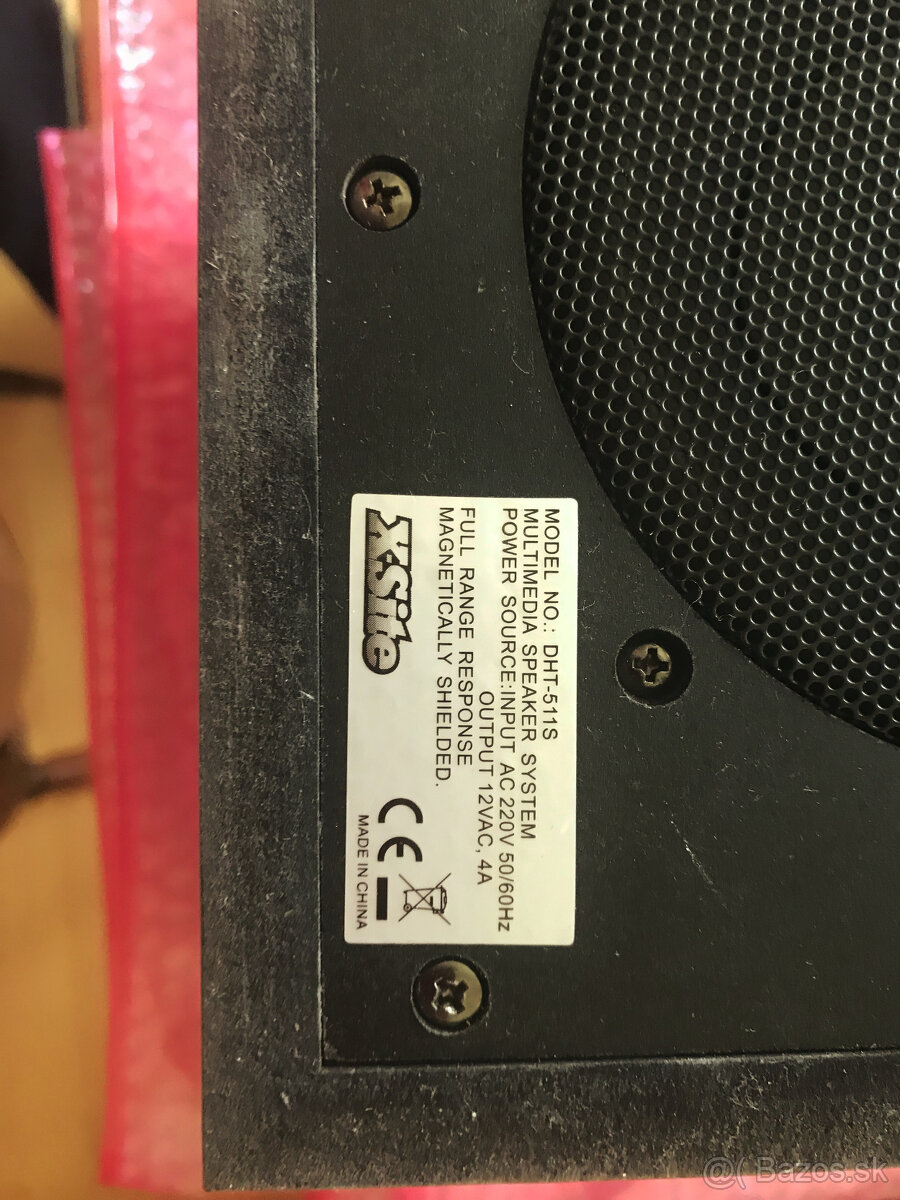 MODEL NO.: DHT-511S
MULTIMEDIA SPEAKER SYSTEM
POWER SOURCE:INPUT AC 220V 50/60Hz
OUTPUT 12VAC, 4A
FULL RANGE RESPONSE
MAGNETICALLY SHIELDED.
X-Site
CE
MADE IN CHINA
@( Bazos.sk